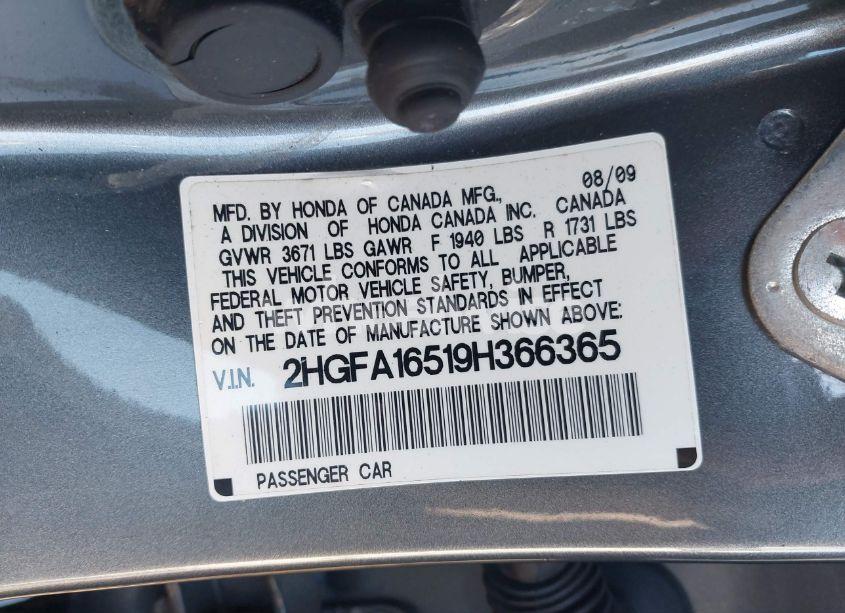 08/09
MFD. BY HONDA OF CANADA MFG.,
A DIVISION OF HONDA CANADA INC. CANADA
GVWR 3671 LBS GAWR F 1940 LBS R 1731 LBS
THIS VEHICLE CONFORMS TO ALL APPLICABLE
FEDERAL MOTOR VEHICLE SAFETY, BUMPER,
AND THEFT PREVENTION STANDARDS IN EFFECT
ON THE DATE OF MANUFACTURE SHOWN ABOVE:
V.I.N. 2HGFA16519H366365
PASSENGER CAR